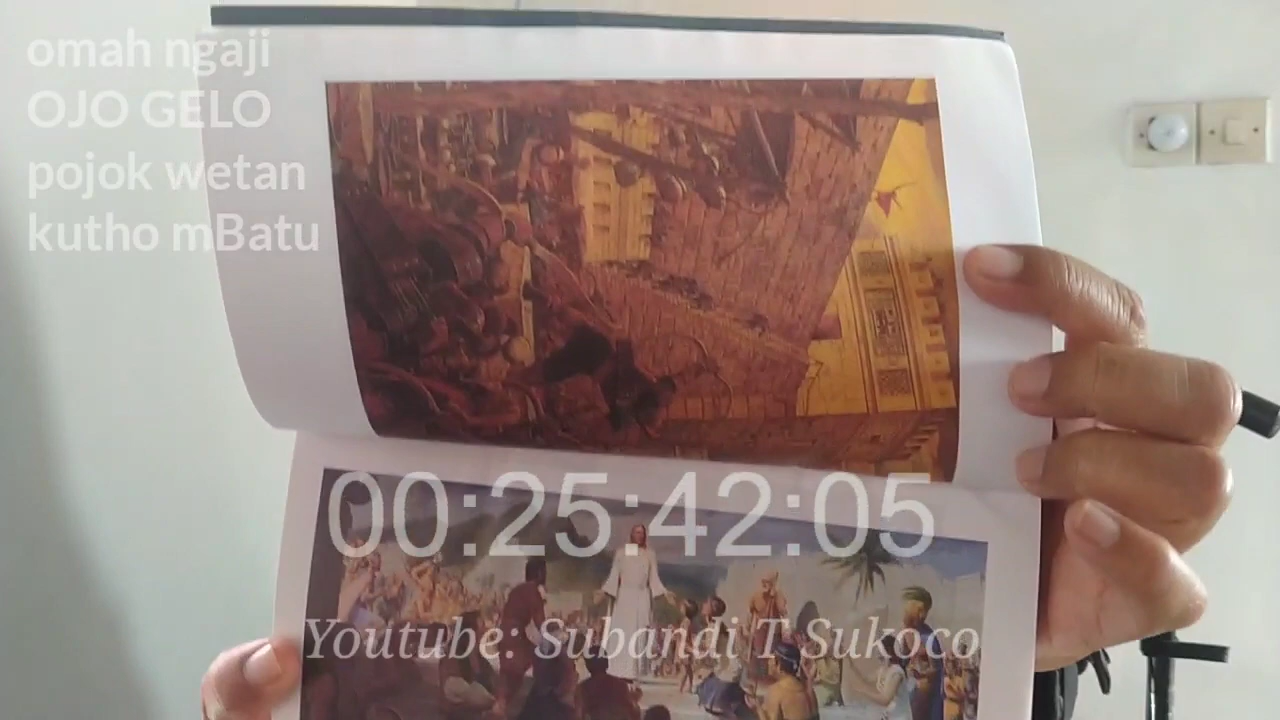 omah ngaji
OJO GELO
pojok wetan
kutho mBatu
00:25:42:05
Youtube: Subandi T Sukoco